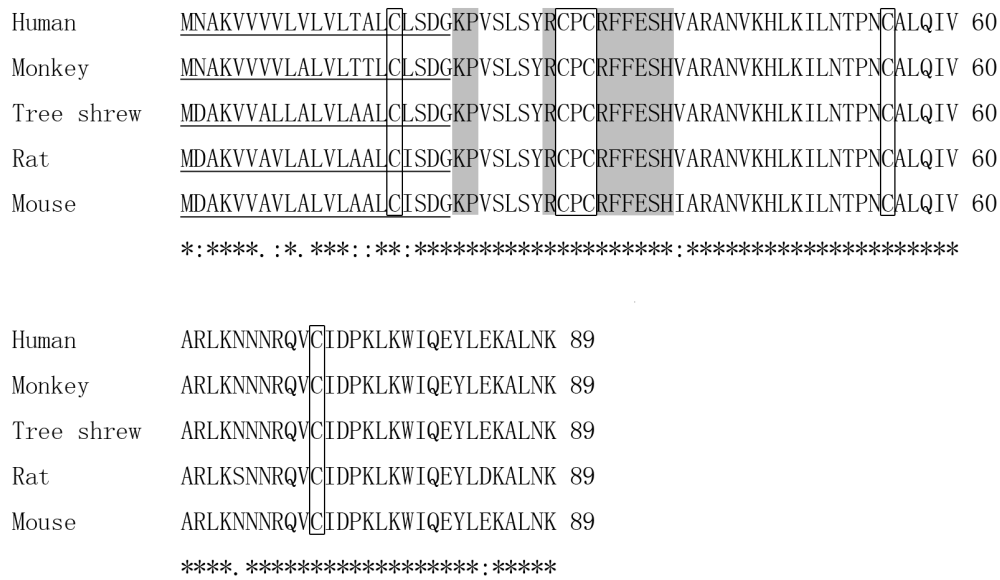 Human MNAKVVVVLVLVLTALCLSDGKPVSLSYRCPCRFFESHVARANVKHLKILNTPNCALQIV 60
Monkey MNAKVVVVLALVLTTLCLSDGKPVSLSYRCPCRFFESHVARANVKHLKILNTPNCALQIV 60
Tree shrew MDAKVVALLALVLAALCLSDGKPVSLSYRCPCRFFESHVARANVKHLKILNTPNCALQIV 60
Rat MDAKVVAVLALVLAALCISDGKPVSLSYRCPCRFFESHVARANVKHLKILNTPNCALQIV 60
Mouse MDAKVVAVLALVLAALCISDGKPVSLSYRCPCRFFESHIARANVKHLKILNTPNCALQIV 60
*:****.:*.***::**:********************:*********************
Human ARLKNNNRQVCIDPKLKWIQEYLEKALNK 89
Monkey ARLKNNNRQVCIDPKLKWIQEYLEKALNK 89
Tree shrew ARLKNNNRQVCIDPKLKWIQEYLEKALNK 89
Rat ARLKSNNRQVCIDPKLKWIQEYLDKALNK 89
Mouse ARLKNNNRQVCIDPKLKWIQEYLEKALNK 89
****.******************:*****